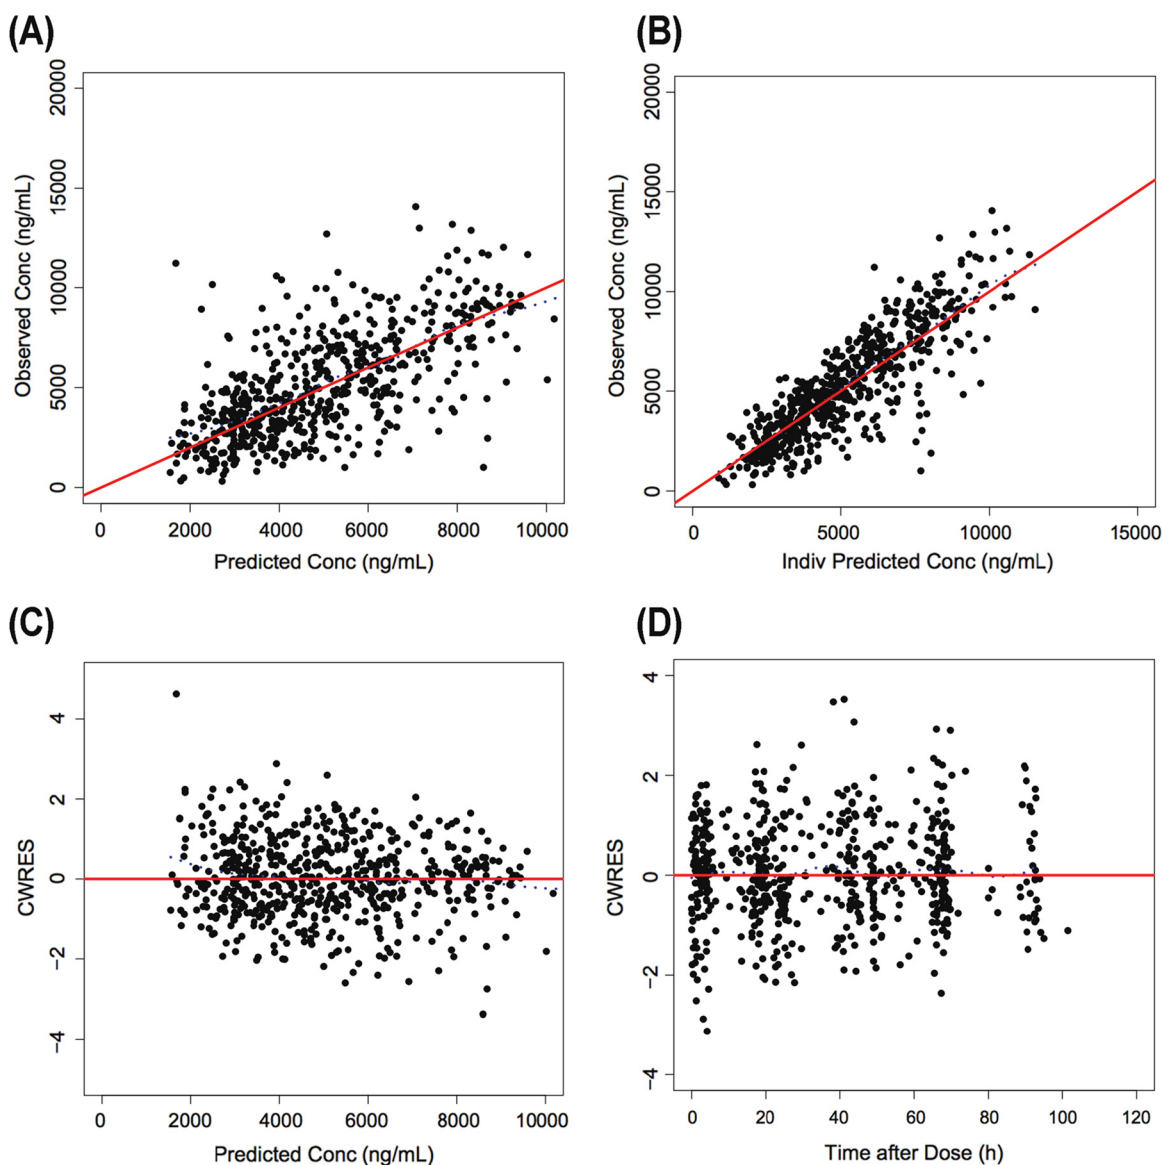 (A)
(B)
20000
15000
10000
5000
0
Observed Conc (ng/mL)
0 2000 4000 6000 8000 10000
Predicted Conc (ng/mL)
20000
15000
10000
5000
0
Observed Conc (ng/mL)
0 5000 10000 15000
Indiv Predicted Conc (ng/mL)
(C)
(D)
4
2
0
−2
−4
CWRES
0 2000 4000 6000 8000 10000
Predicted Conc (ng/mL)
4
2
0
−2
−4
CWRES
0 20 40 60 80 100 120
Time after Dose (h)